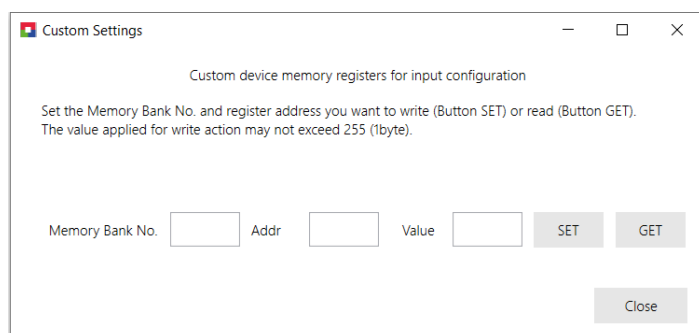 Custom Settings
Custom device memory registers for input configuration
Set the Memory Bank No. and register address you want to write (Button SET) or read (Button GET).
The value applied for write action may not exceed 255 (1byte).
Memory Bank No. Addr Value SET GET
Close